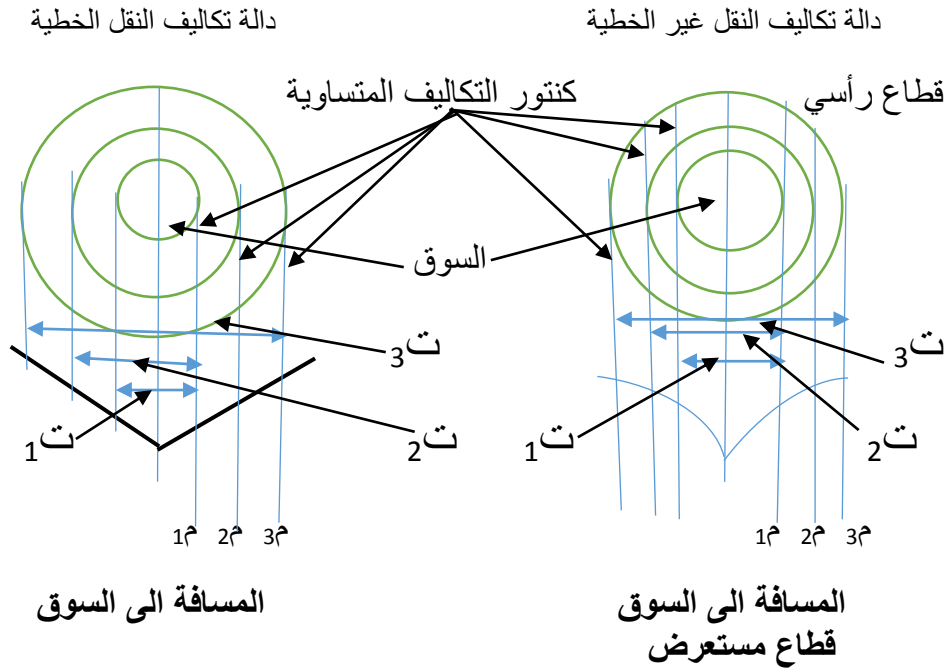 دالة تكاليف النقل غير الخطية
دالة تكاليف النقل الخطية
قطاع رأسي
كنتور التكاليف المتساوية
السوق
ت3
ت3
ت1
ت2
ت2
ت1
م1
م2
م3
م1
م2
م3
المسافة الى السوق
قطاع مستعرض
المسافة الى السوق